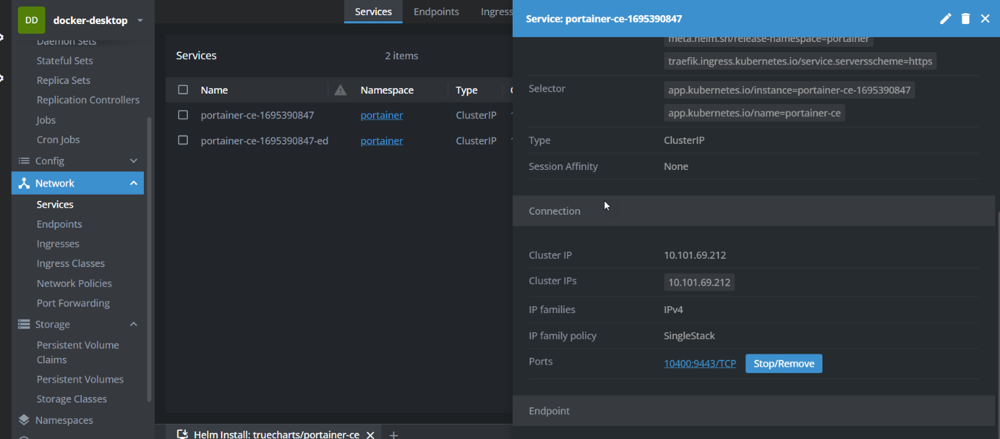 DD docker-desktop
Daemon Sets
Stateful Sets
Replica Sets
Replication Controllers
Jobs
Cron Jobs
Config
Network
Services
Endpoints
Ingresses
Ingress Classes
Network Policies
Port Forwarding
Storage
Persistent Volume
Claims
Persistent Volumes
Storage Classes
Namespaces
Services Endpoints Ingress
Services 2 items
Name Namespace Type
portainer-ce-1695390847 portainer ClusterIP
portainer-ce-1695390847-ed portainer ClusterIP
Helm Install: truecharts/portainer-ce
Service: portainer-ce-1695390847
meta.helm.sh/release-namespace=portainer
traefik.ingress.kubernetes.io/service.serversscheme=https
Selector app.kubernetes.io/instance=portainer-ce-1695390847
app.kubernetes.io/name=portainer-ce
Type ClusterIP
Session Affinity None
Connection
Cluster IP 10.101.69.212
Cluster IPs 10.101.69.212
IP families IPv4
IP family policy SingleStack
Ports 10400:9443/TCP Stop/Remove
Endpoint